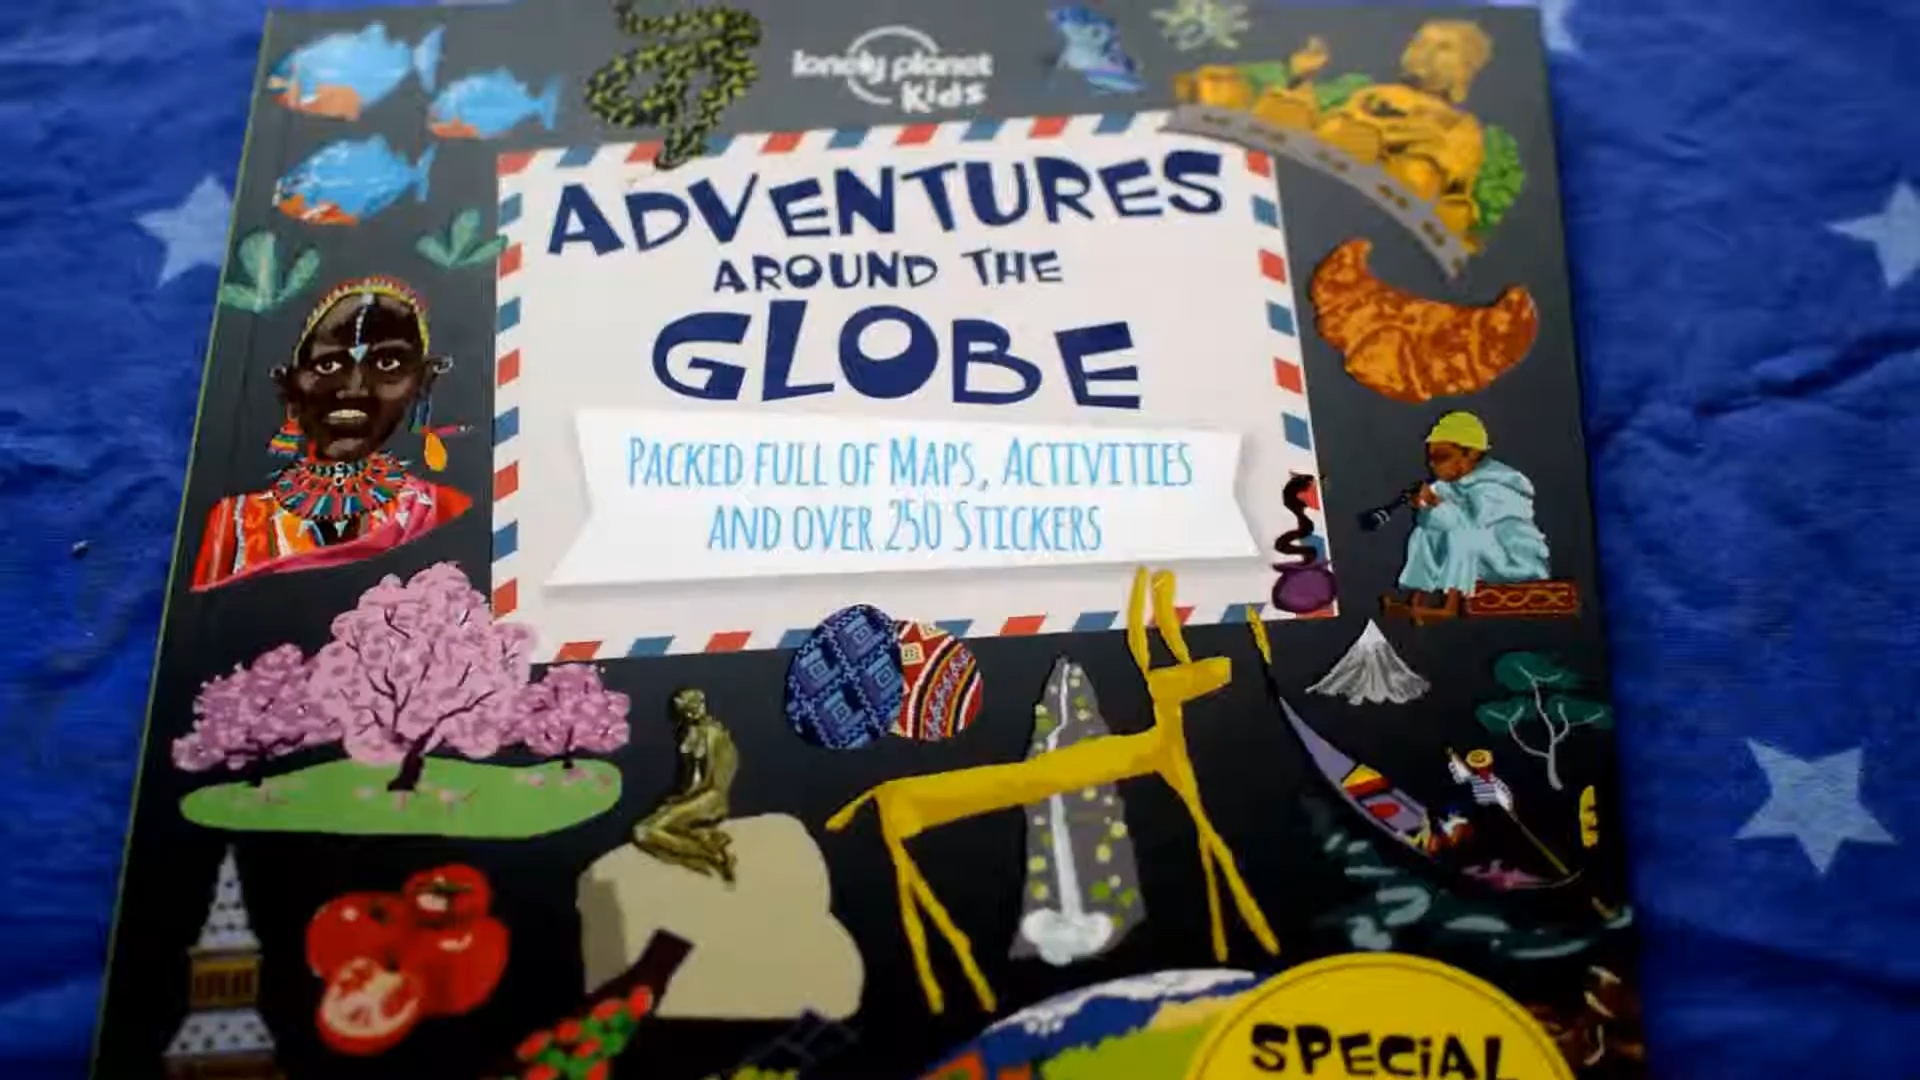 lonely planet
kids
ADVENTURES
AROUND THE
GLOBE
PACKED FULL OF MAPS, ACTIVITIES
AND OVER 250 STICKERS
SPECiAL